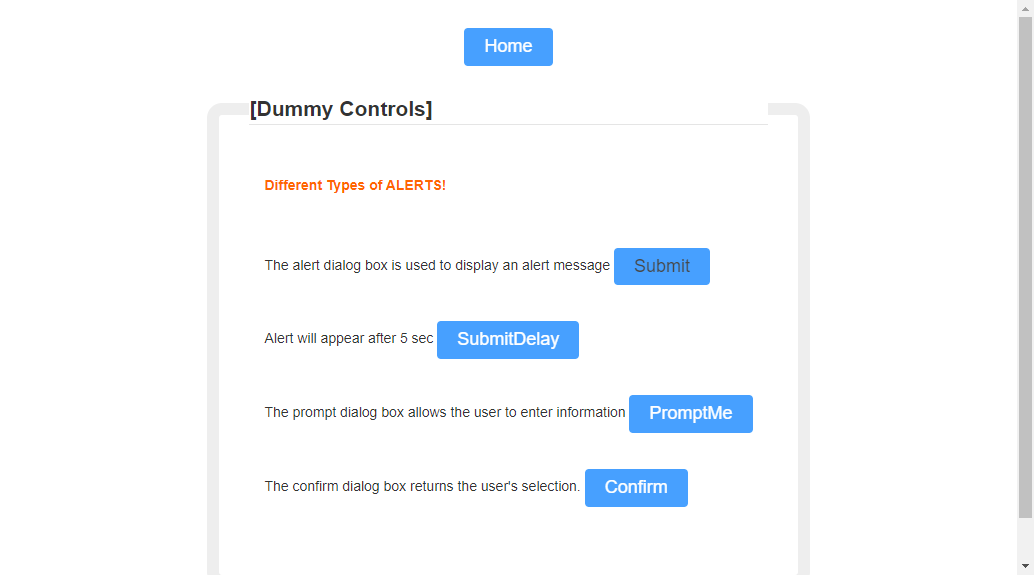 Home
[Dummy Controls]
Different Types of ALERTS!
The alert dialog box is used to display an alert message Submit
Alert will appear after 5 sec SubmitDelay
The prompt dialog box allows the user to enter information PromptMe
The confirm dialog box returns the user's selection. Confirm